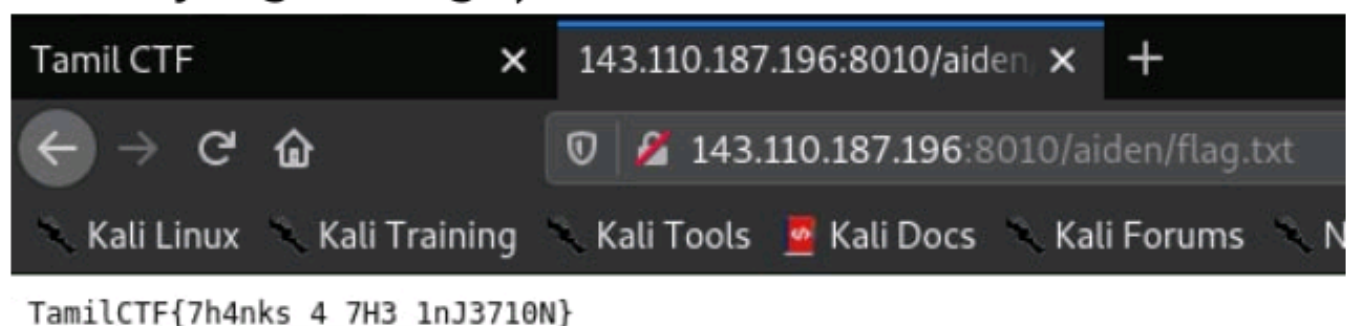 Tamil CTF × 143.110.187.196:8010/aiden × +
143.110.187.196:8010/aiden/flag.txt
Kali Linux Kali Training Kali Tools Kali Docs Kali Forums N
TamilCTF{7h4nks 4 7H3 1nJ3710N}